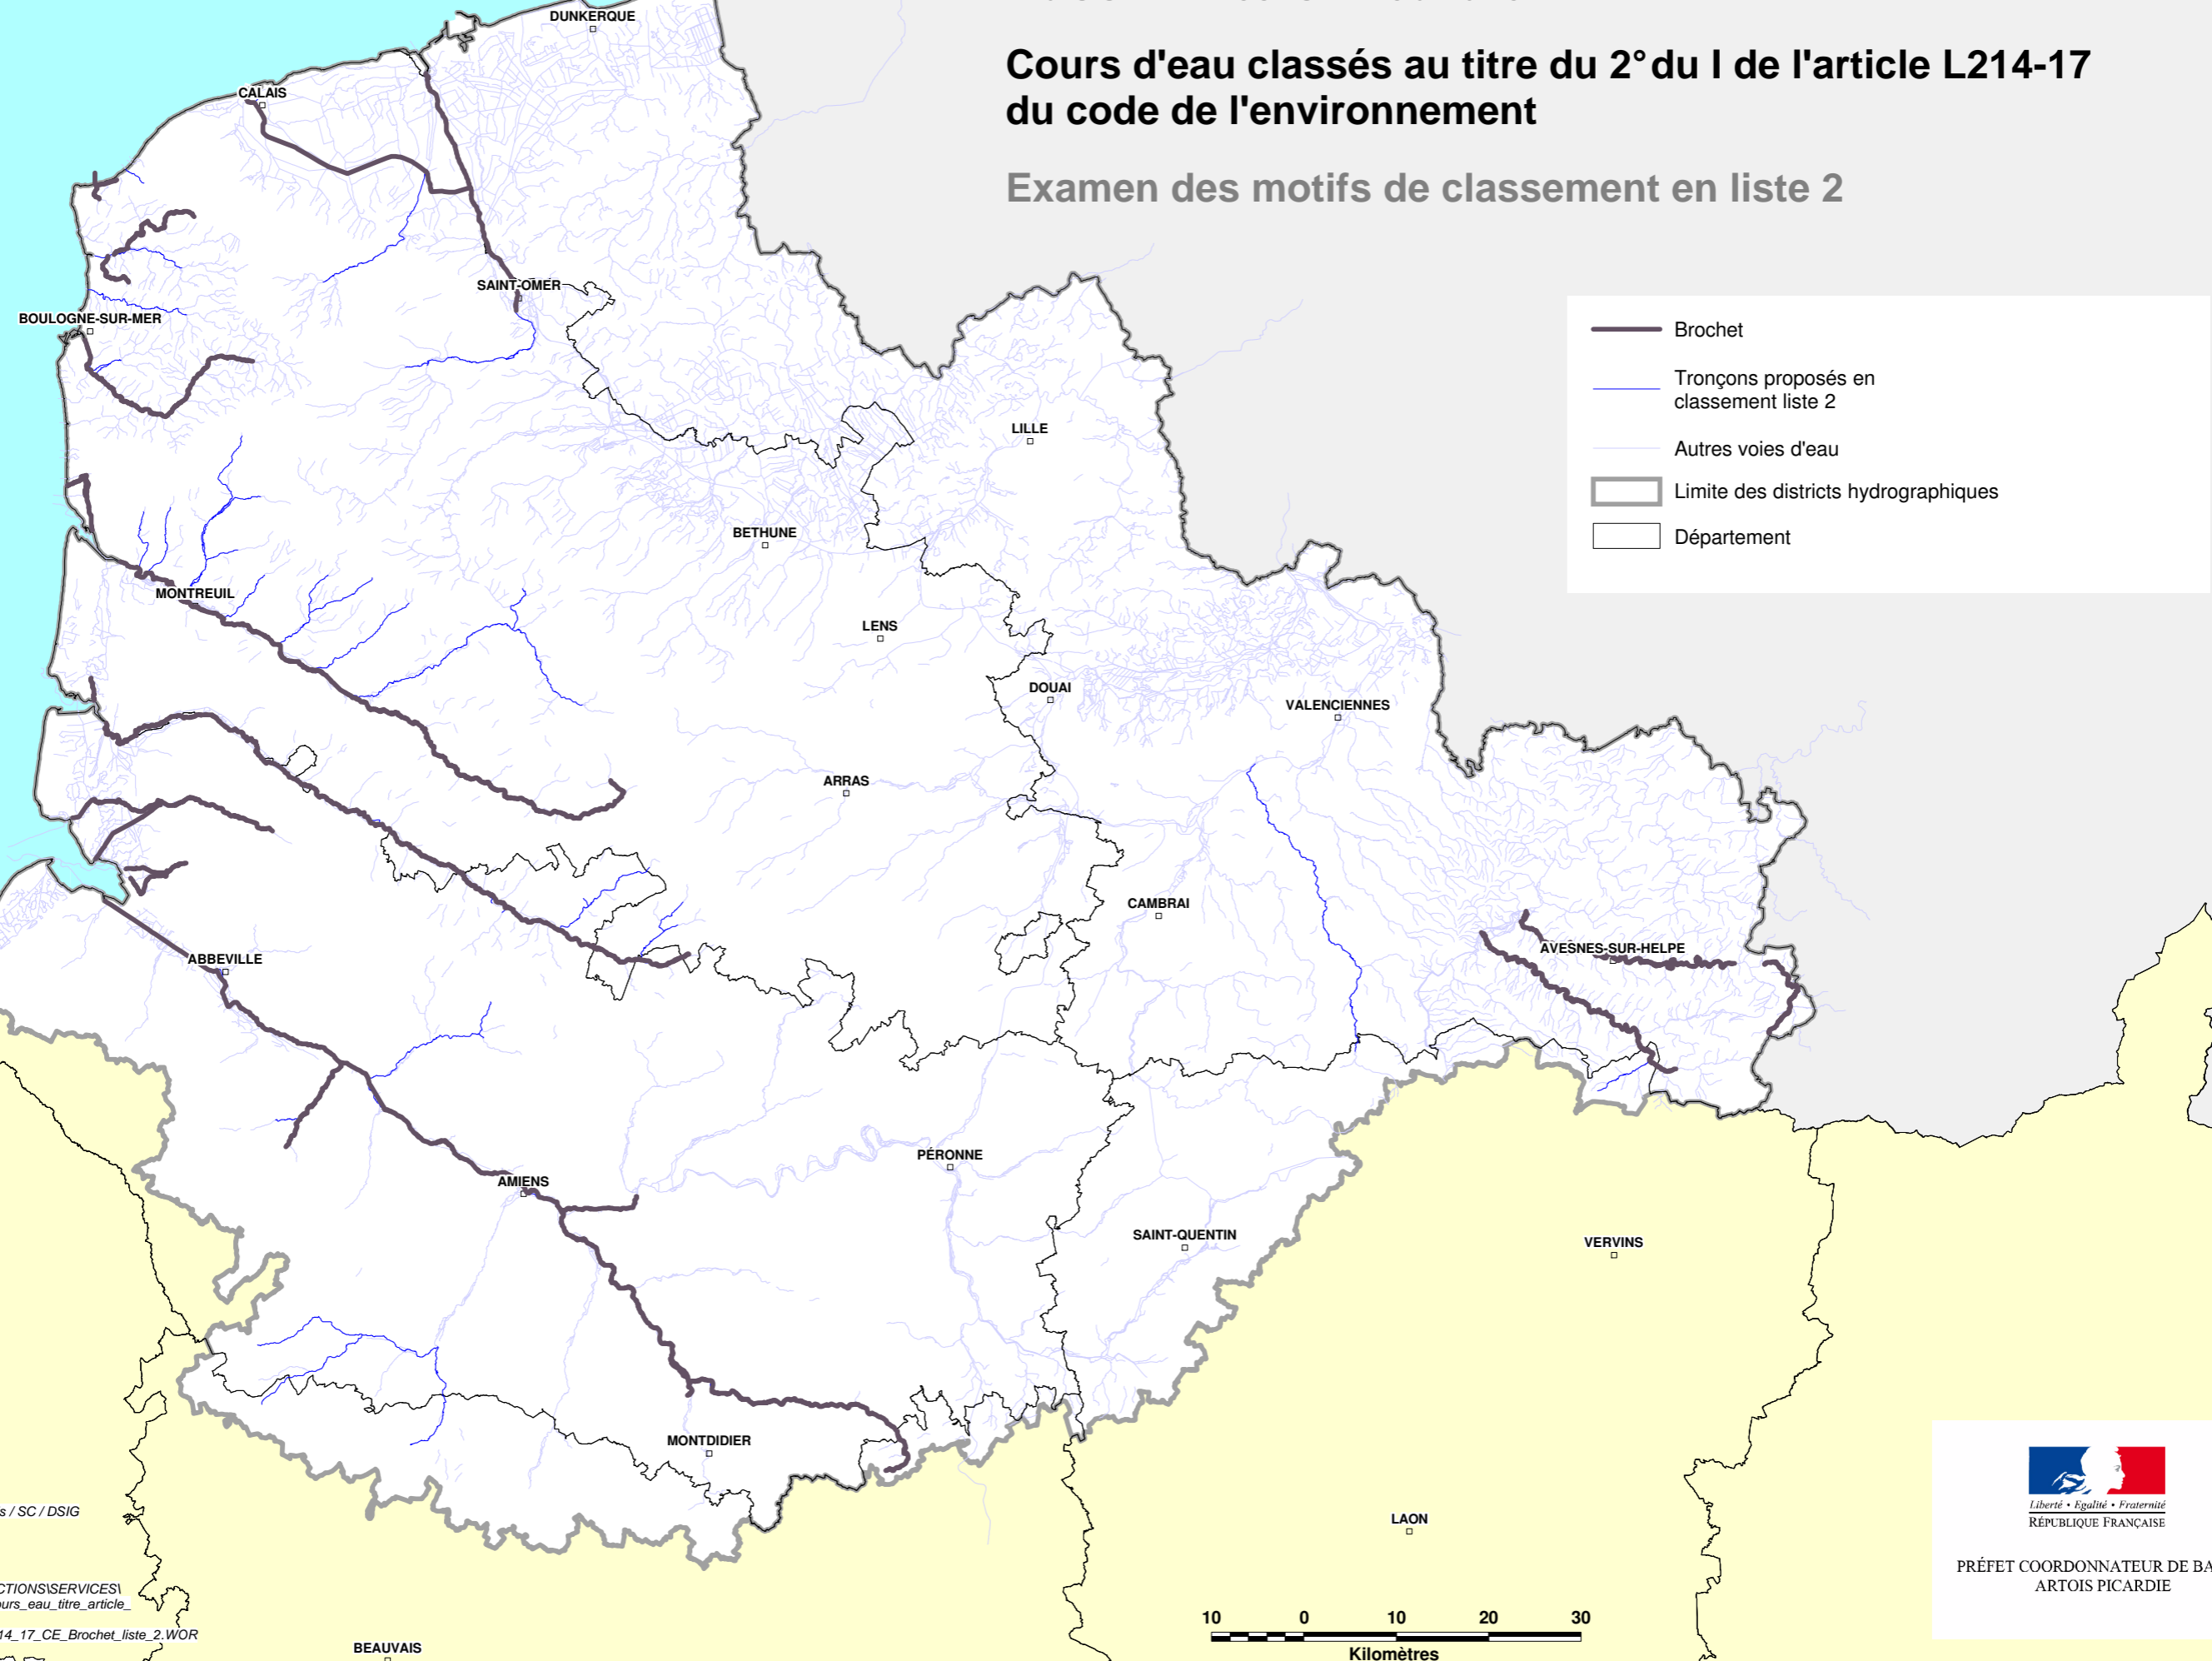 Cours d'eau classés au titre du 2° du I de l'article L214-17
du code de l'environnement
Examen des motifs de classement en liste 2
Brochet
Tronçons proposés en
classement liste 2
Autres voies d'eau
Limite des districts hydrographiques
Département
DUNKERQUE
CALAIS
SAINT-OMER
BOULOGNE-SUR-MER
LILLE
BETHUNE
MONTREUIL
LENS
DOUAI
VALENCIENNES
ARRAS
CAMBRAI
AVESNES-SUR-HELPE
ABBEVILLE
PÉRONNE
AMIENS
SAINT-QUENTIN
VERVINS
MONTDIDIER
LAON
BEAUVAIS
s / SC / DSIG
CTIONS\SERVICES\
ours_eau_titre_article_
14_17_CE_Brochet_liste_2.WOR
10 0 10 20 30
Kilomètres
Liberté • Egalité • Fraternité
RÉPUBLIQUE FRANÇAISE
PRÉFET COORDONNATEUR DE BA
ARTOIS PICARDIE